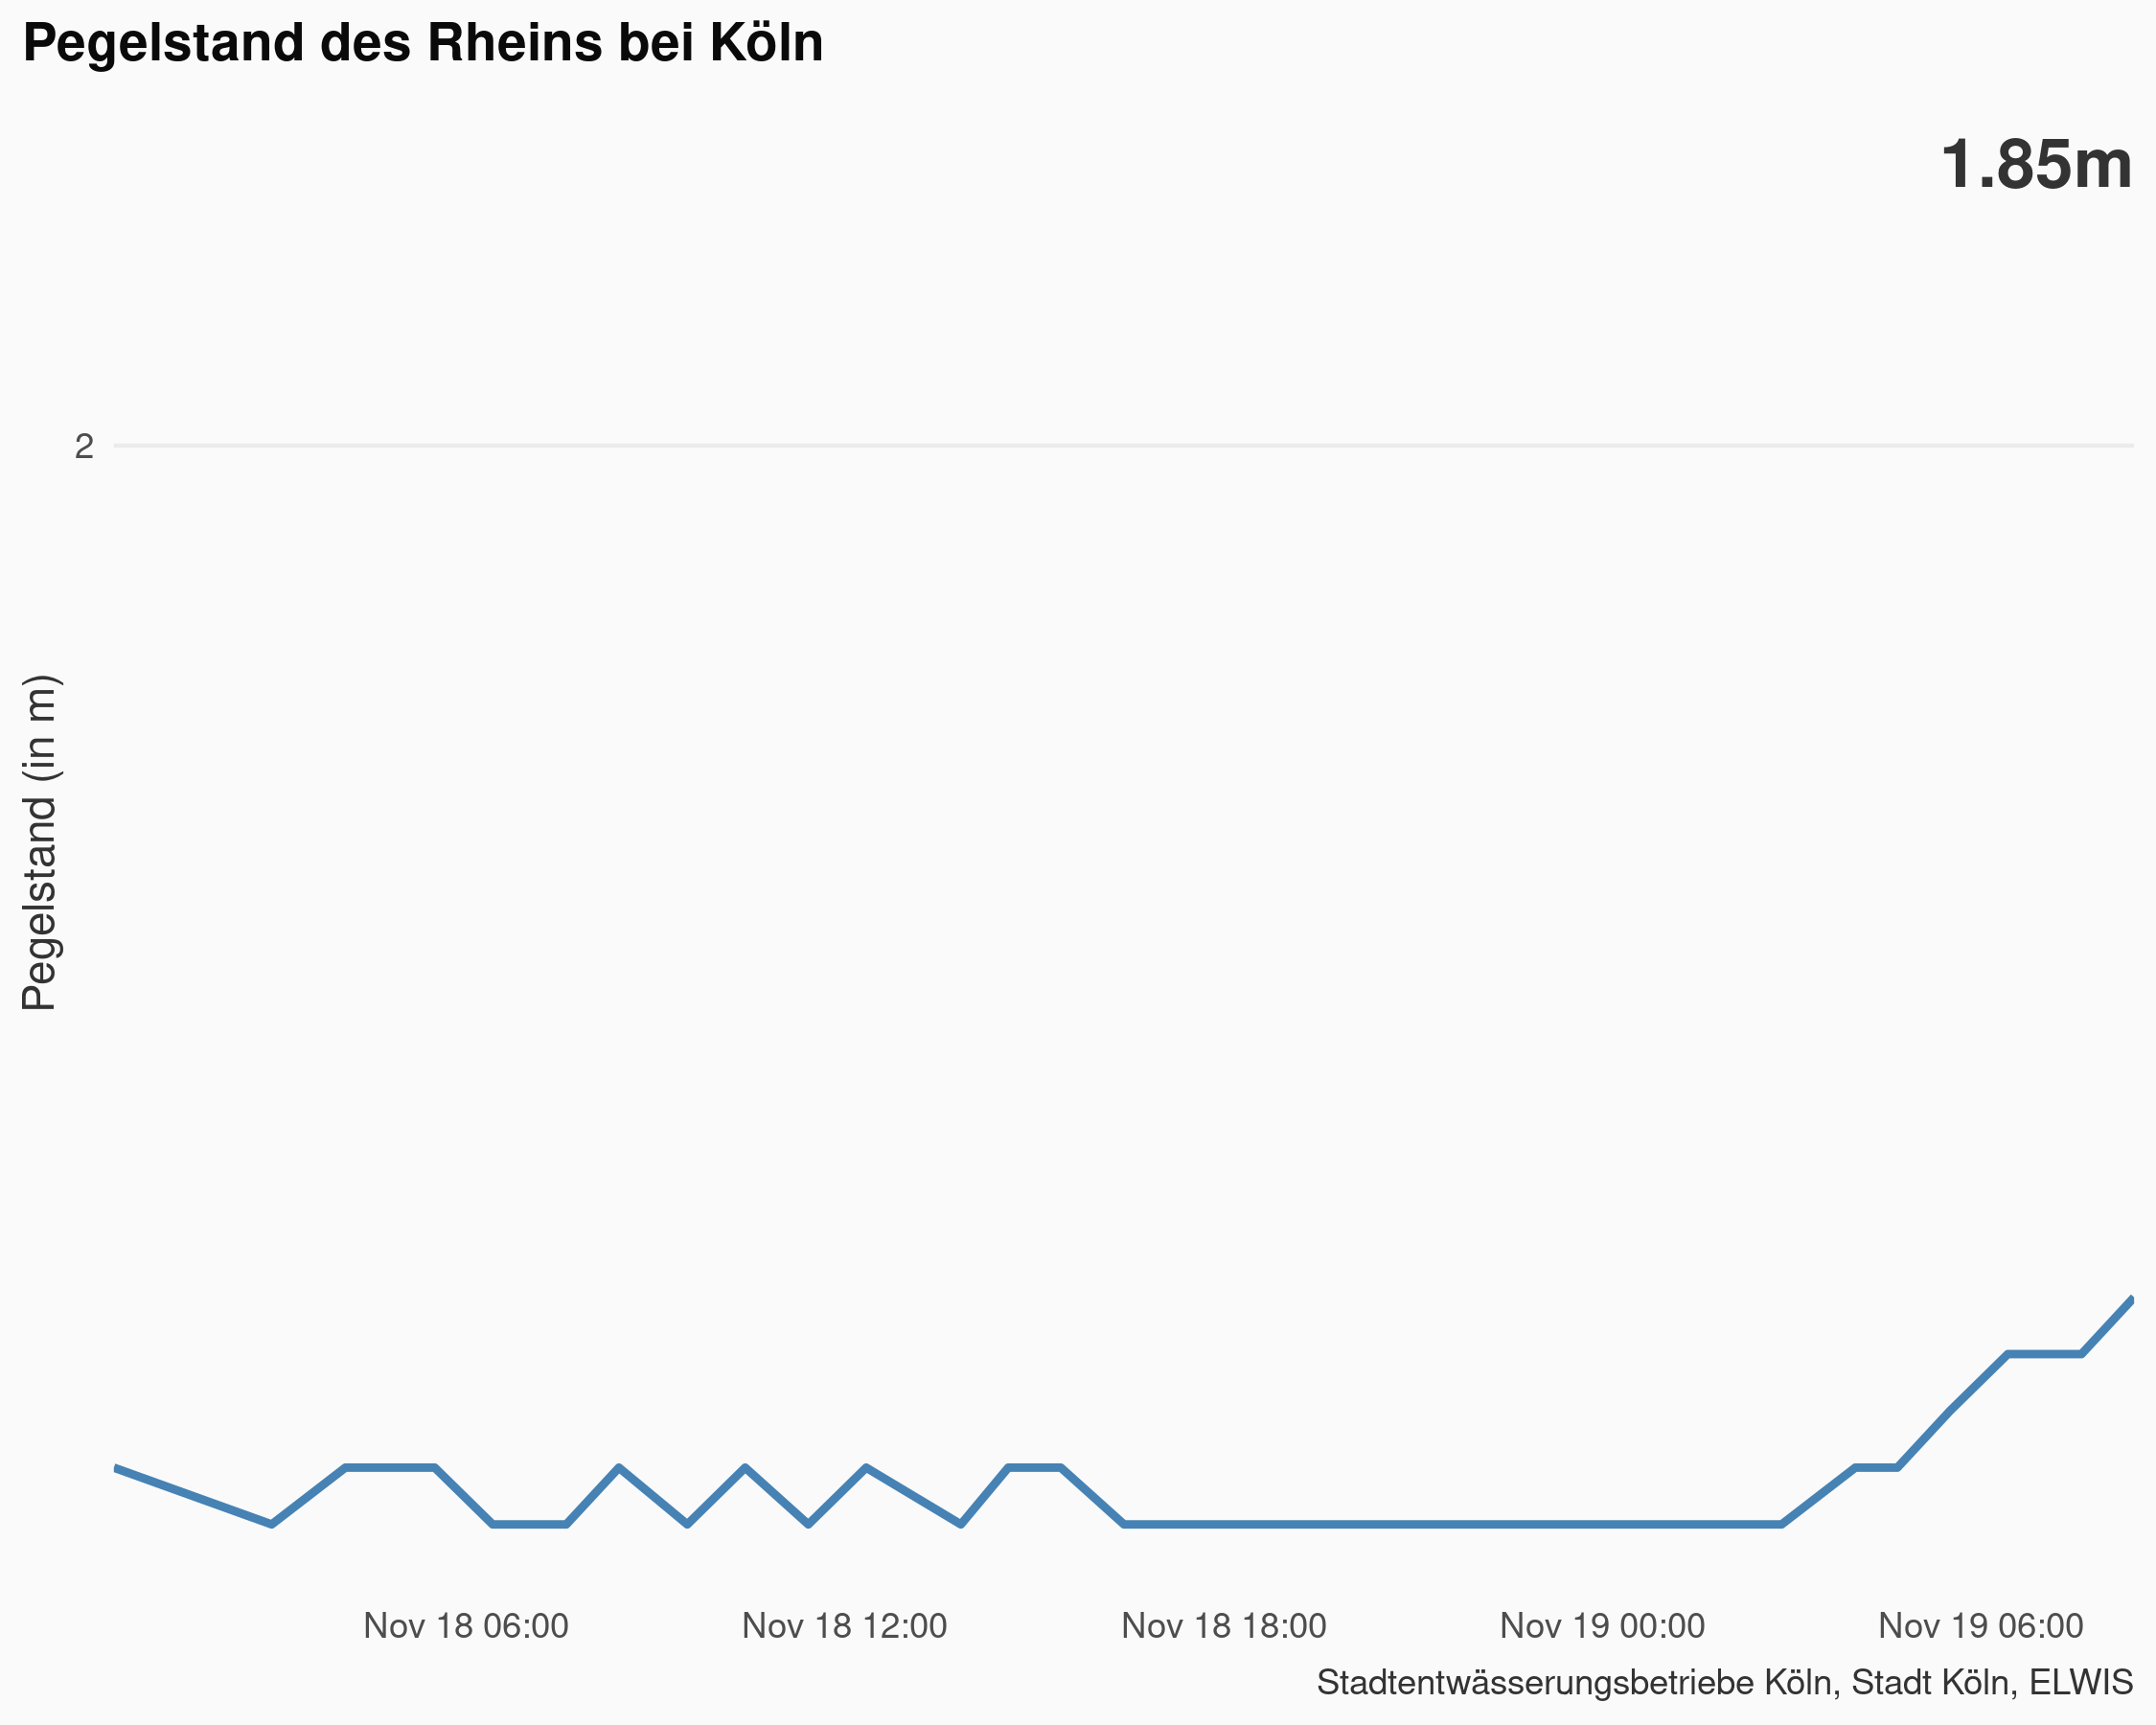 Pegelstand des Rheins bei Köln
1.85m
2
Pegelstand (in m)
Nov 18 06:00 Nov 18 12:00 Nov 18 18:00 Nov 19 00:00 Nov 19 06:00
Stadtentwässerungsbetriebe Köln, Stadt Köln, ELWIS